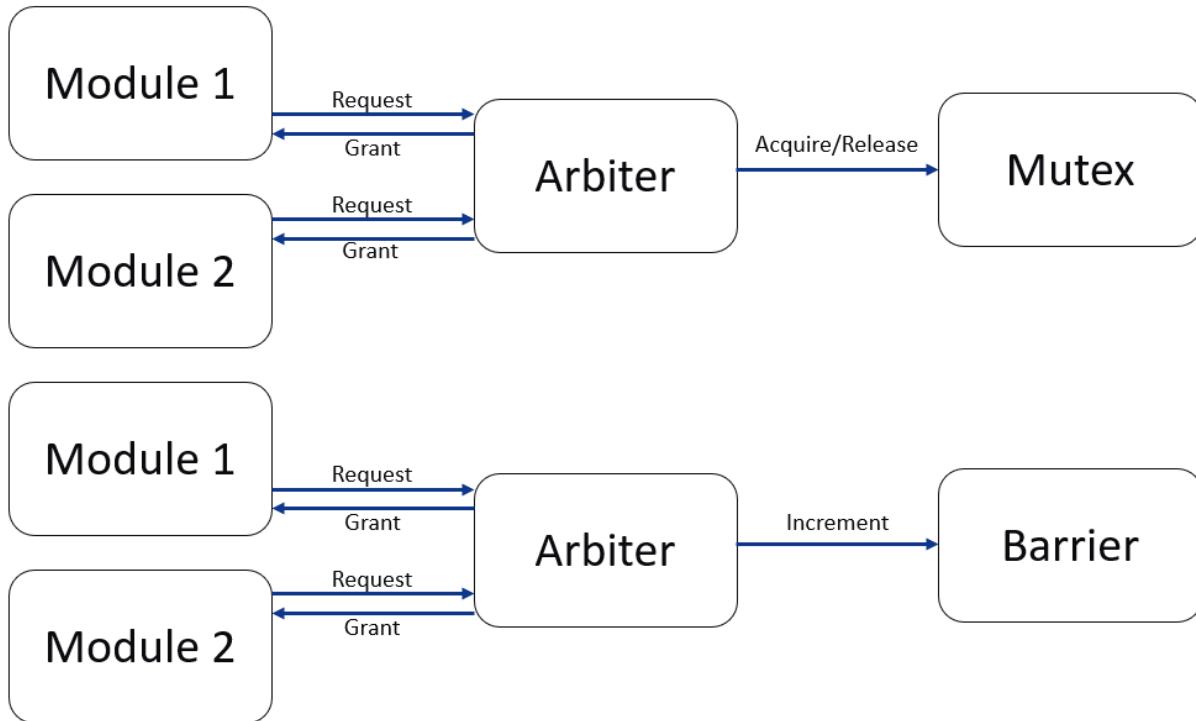 Module 1
Request
Grant
Arbiter
Acquire/Release
Mutex
Request
Grant
Module 2
Module 1
Request
Grant
Arbiter
Increment
Barrier
Request
Grant
Module 2